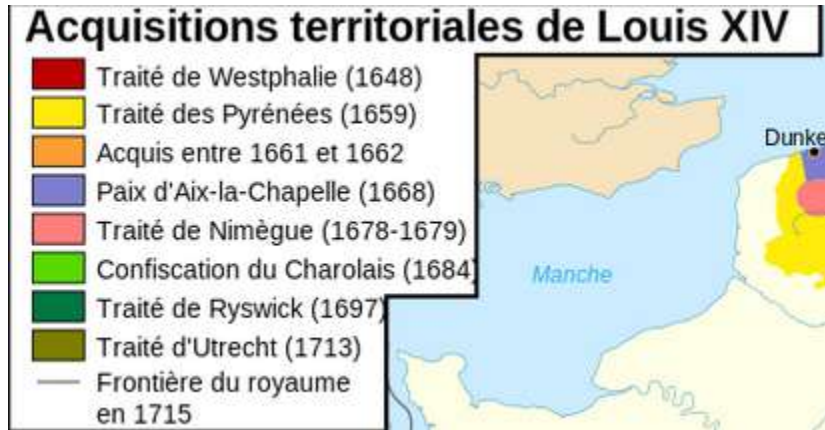 Acquisitions territoriales de Louis XIV
Traité de Westphalie (1648)
Traité des Pyrénées (1659)
Acquis entre 1661 et 1662
Paix d'Aix-la-Chapelle (1668)
Traité de Nimègue (1678-1679)
Confiscation du Charolais (1684)
Traité de Ryswick (1697)
Traité d'Utrecht (1713)
Frontière du royaume
en 1715
Dunke
Manche